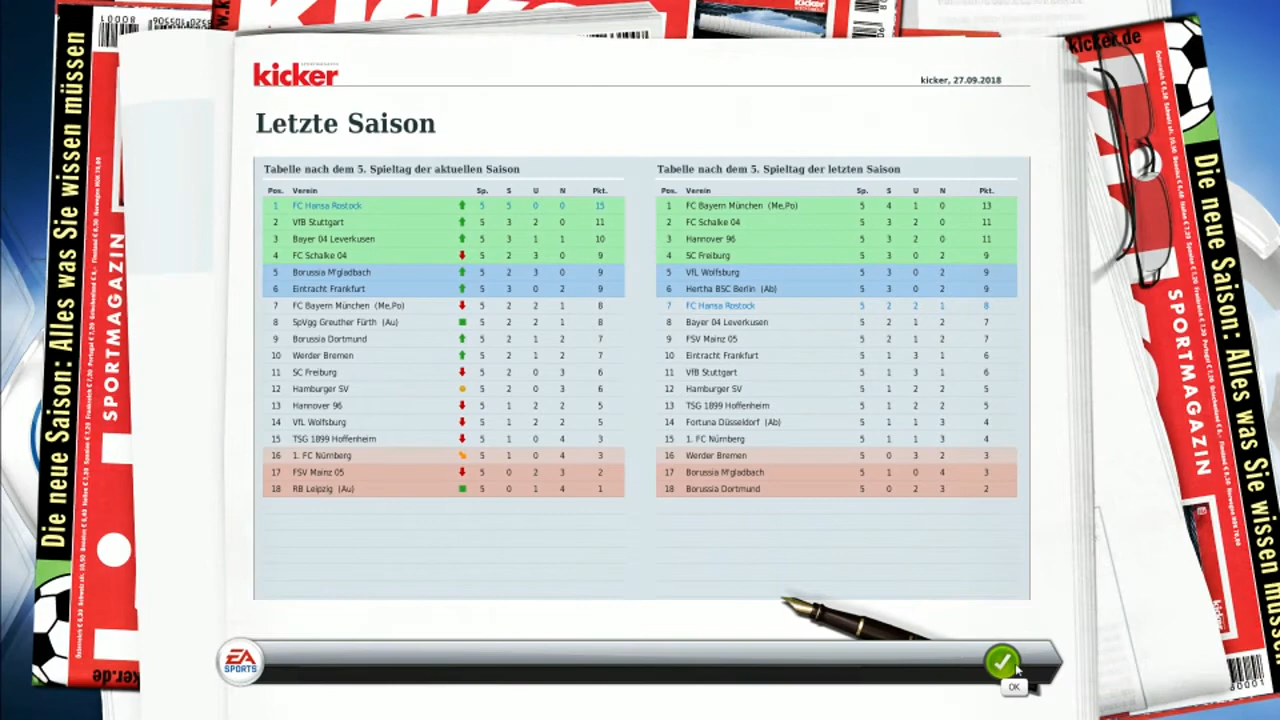 kicker
kicker, 27.09.2018
Letzte Saison
Tabelle nach dem 5. Spieltag der aktuellen Saison
Pos. Verein Sp. S U N Pkt.
1 FC Hansa Rostock 5 5 0 0 15
2 VfB Stuttgart 5 3 2 0 11
3 Bayer 04 Leverkusen 5 3 1 1 10
4 FC Schalke 04 5 2 3 0 9
5 Borussia M'gladbach 5 2 3 0 9
6 Eintracht Frankfurt 5 3 0 2 9
7 FC Bayern München (Me,Po) 5 2 2 1 8
8 SpVgg Greuther Fürth (Au) 5 2 2 1 8
9 Borussia Dortmund 5 2 1 2 7
10 Werder Bremen 5 2 1 2 7
11 SC Freiburg 5 2 0 3 6
12 Hamburger SV 5 2 0 3 6
13 Hannover 96 5 1 2 2 5
14 VfL Wolfsburg 5 1 2 2 5
15 TSG 1899 Hoffenheim 5 1 0 4 3
16 1. FC Nürnberg 5 1 0 4 3
17 FSV Mainz 05 5 0 2 3 2
18 RB Leipzig (Au) 5 0 1 4 1
Tabelle nach dem 5. Spieltag der letzten Saison
Pos. Verein Sp. S U N Pkt.
1 FC Bayern München (Me,Po) 5 4 1 0 13
2 FC Schalke 04 5 3 2 0 11
3 Hannover 96 5 3 2 0 11
4 SC Freiburg 5 3 0 2 9
5 VfL Wolfsburg 5 3 0 2 9
6 Hertha BSC Berlin (Ab) 5 3 0 2 9
7 FC Hansa Rostock 5 2 2 1 8
8 Bayer 04 Leverkusen 5 2 1 2 7
9 FSV Mainz 05 5 2 1 2 7
10 Eintracht Frankfurt 5 1 3 1 6
11 VfB Stuttgart 5 1 3 1 6
12 Hamburger SV 5 1 2 2 5
13 TSG 1899 Hoffenheim 5 1 2 2 5
14 Fortuna Düsseldorf (Ab) 5 1 1 3 4
15 1. FC Nürnberg 5 1 1 3 4
16 Werder Bremen 5 0 3 2 3
17 Borussia M'gladbach 5 1 0 4 3
18 Borussia Dortmund 5 0 2 3 2
EA
SPORTS
OK
Die neue Saison: Alles was Sie wissen müssen
SPORTMAGAZIN
kicker.de
Die neue Saison: Alles was Sie wissen müssen
SPORTMAGAZIN
kicker